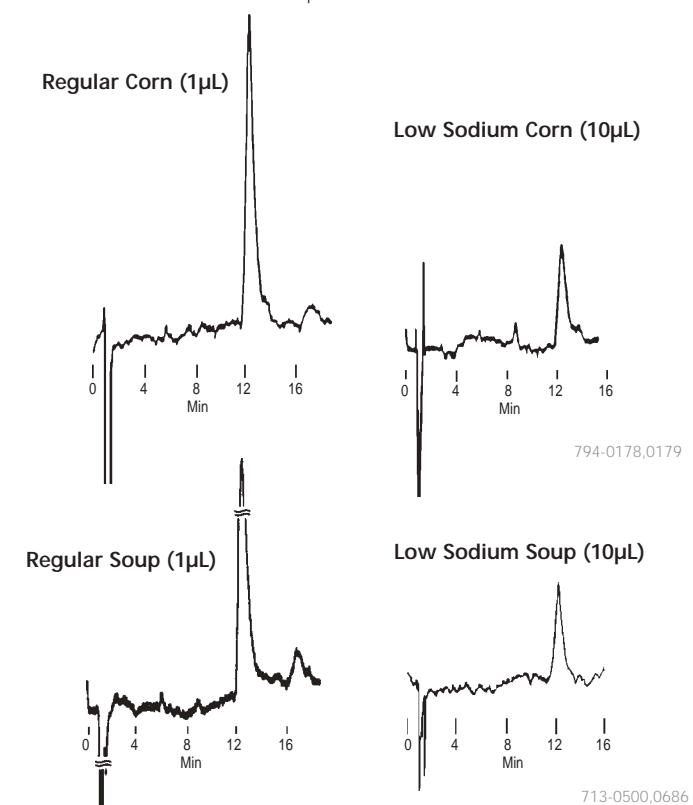 Regular Corn (1µL)
0 4 8 12 16
Min
Low Sodium Corn (10µL)
0 4 8 12 16
Min
794-0178,0179
Regular Soup (1µL)
0 4 8 12 16
Min
Low Sodium Soup (10µL)
0 4 8 12 16
Min
713-0500,0686